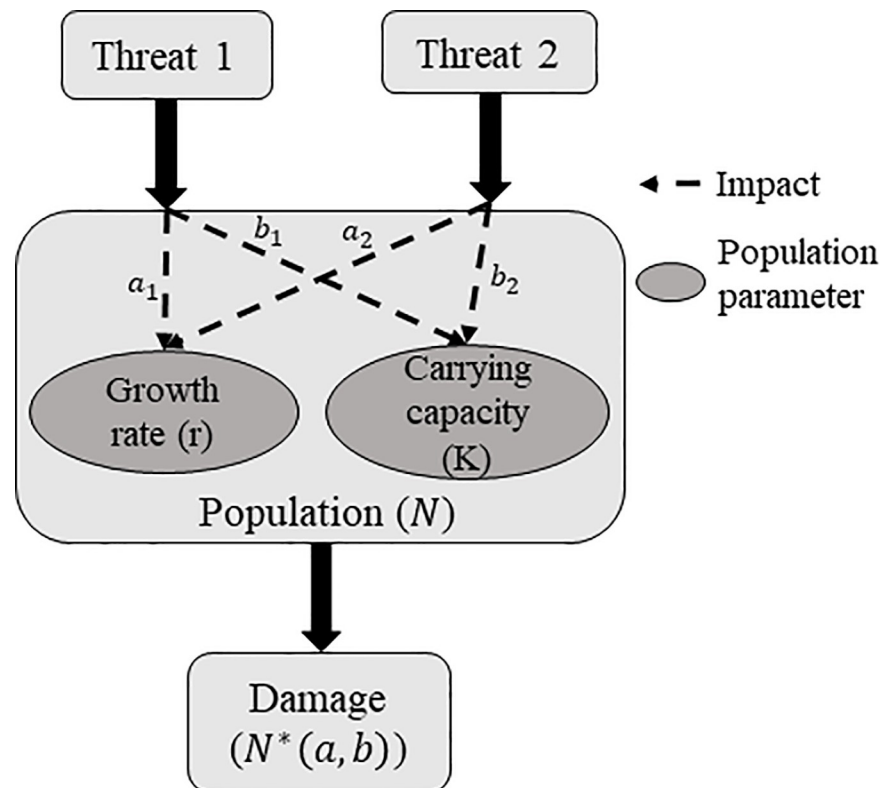 Threat 1
Threat 2
Impact
Population
parameter
b₁
a₂
a₁
b₂
Growth
rate (r)
Carrying
capacity
(K)
Population (N)
Damage
(N*(a, b))